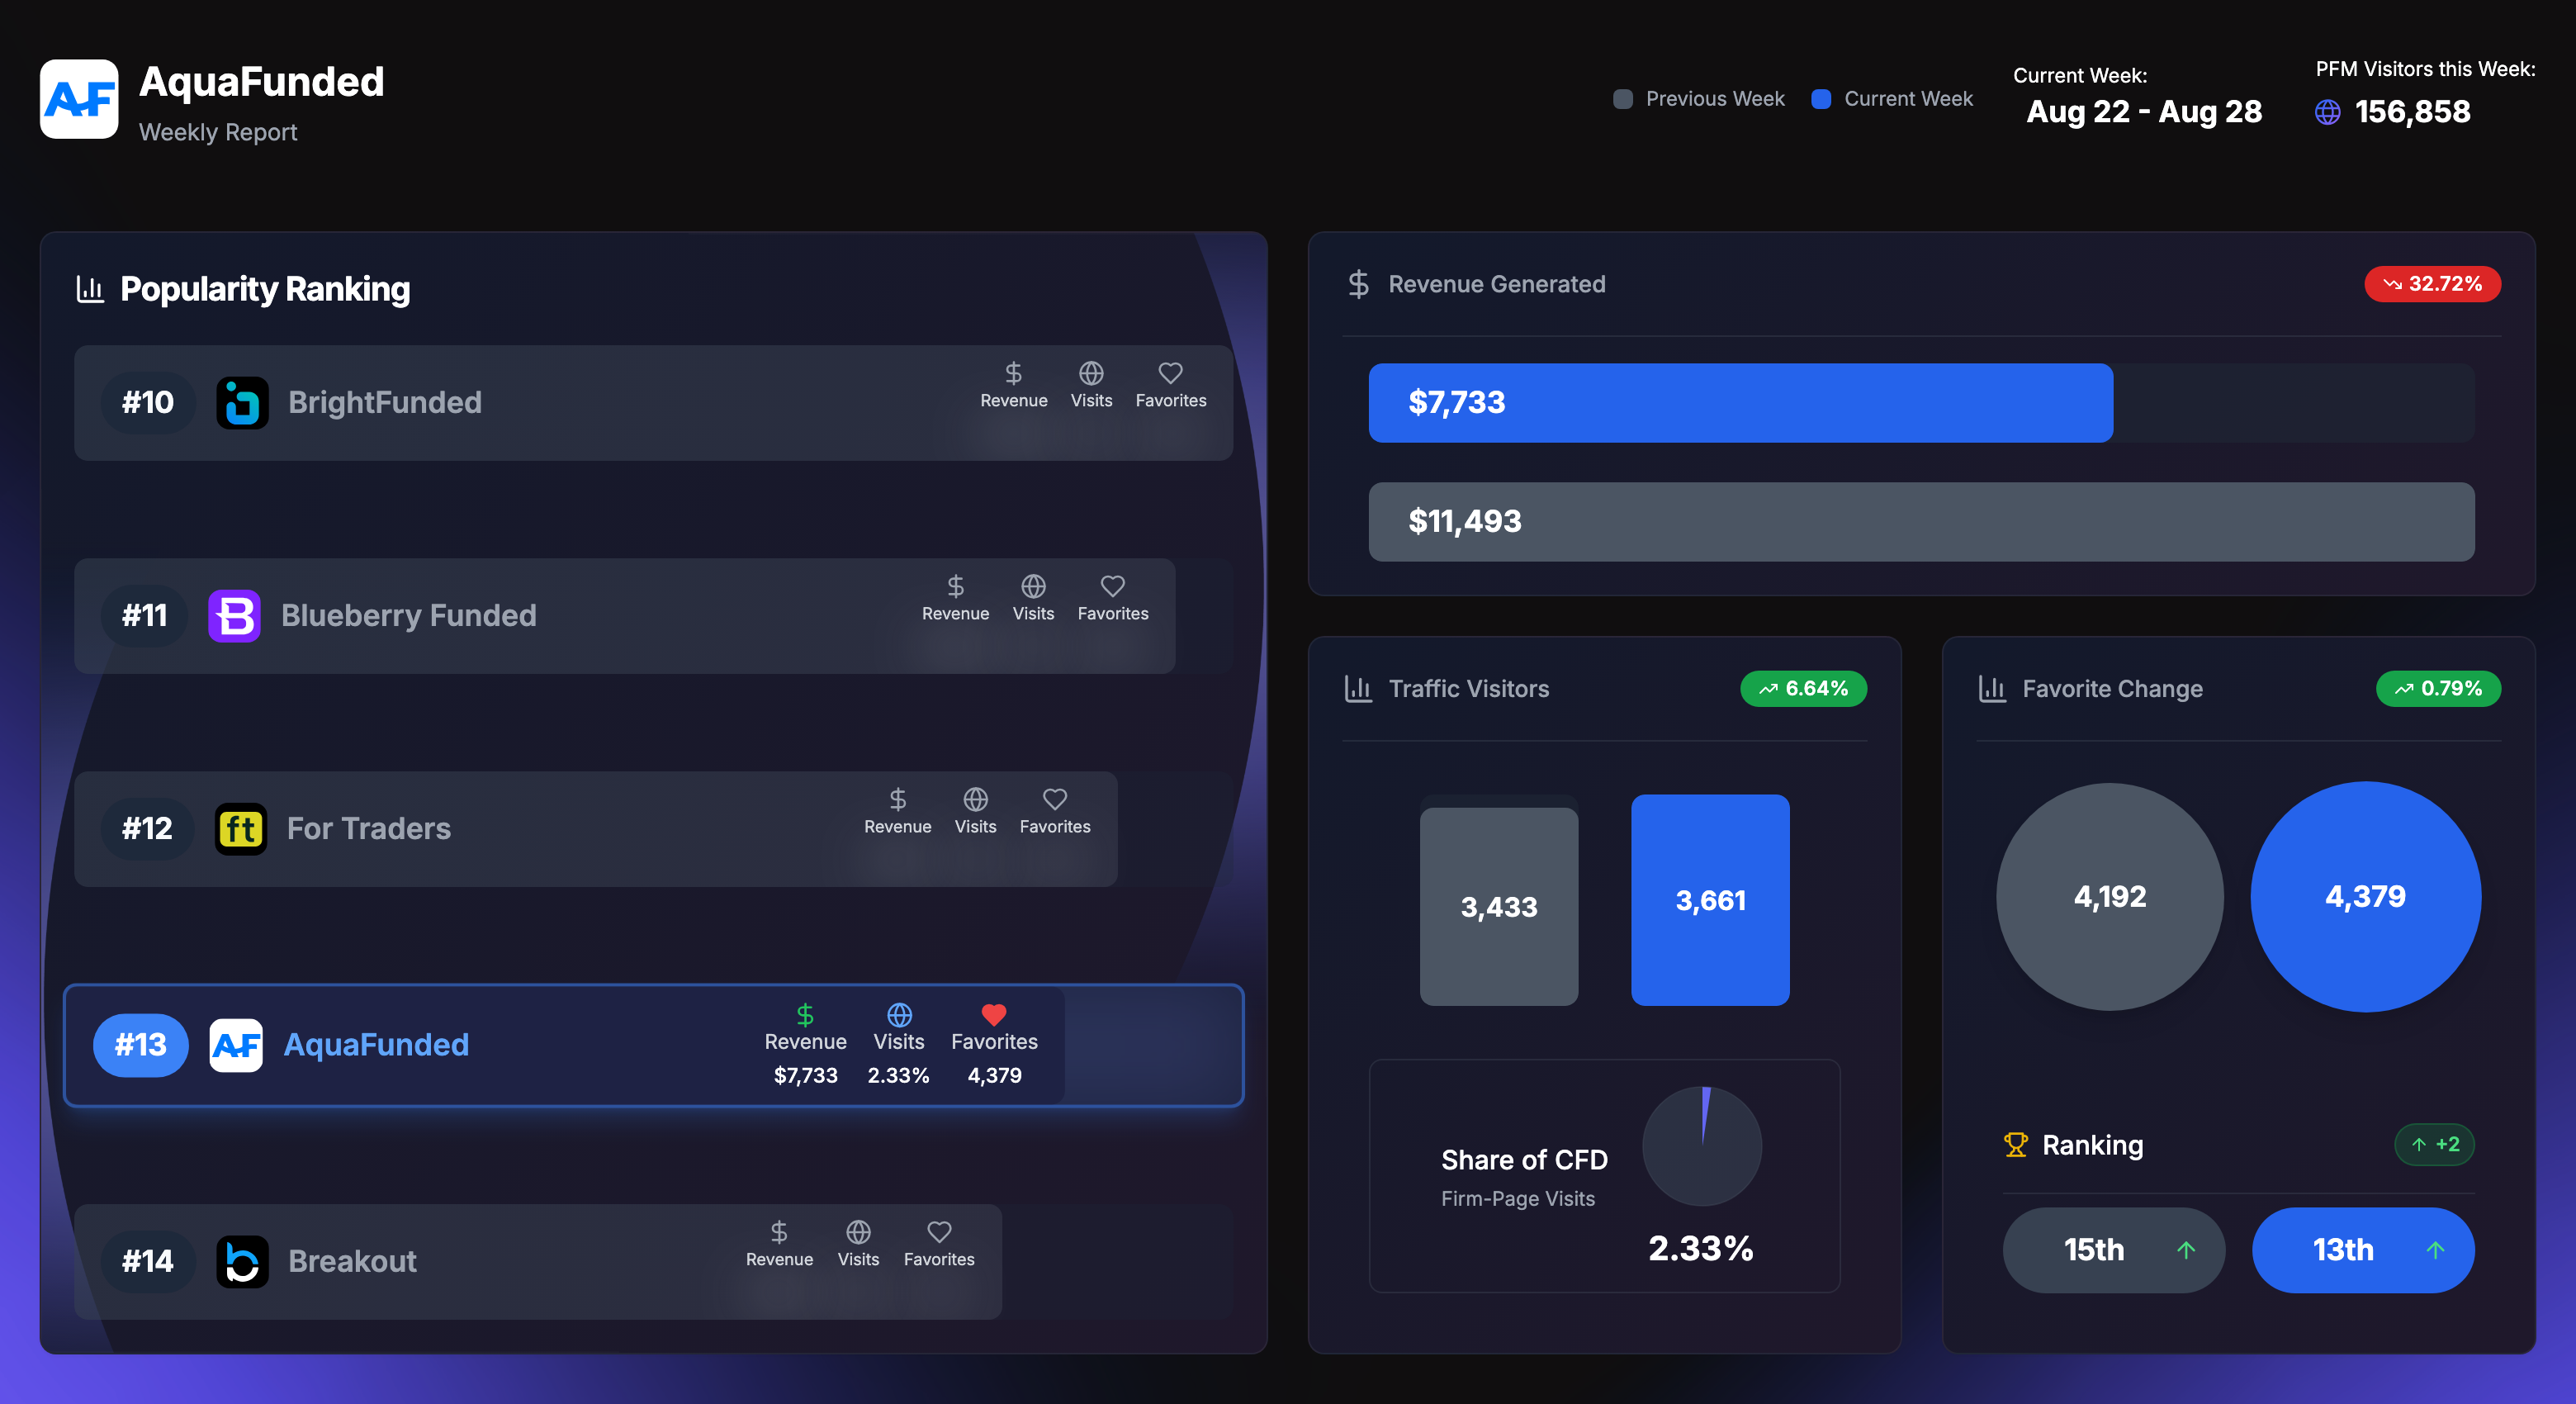 AF
AquaFunded
Weekly Report
Previous Week
Current Week
Current Week:
Aug 22 - Aug 28
PFM Visitors this Week:
156,858
Popularity Ranking
#10
BrightFunded
Revenue
Visits
Favorites
#11
B
Blueberry Funded
Revenue
Visits
Favorites
#12
ft
For Traders
Revenue
Visits
Favorites
#13
AF
AquaFunded
Revenue
Visits
Favorites
$7,733
2.33%
4,379
#14
b
Breakout
Revenue
Visits
Favorites
$
Revenue Generated
32.72%
$7,733
$11,493
Traffic Visitors
6.64%
3,433
3,661
Share of CFD
Firm-Page Visits
2.33%
Favorite Change
0.79%
4,192
4,379
Ranking
+2
15th
13th